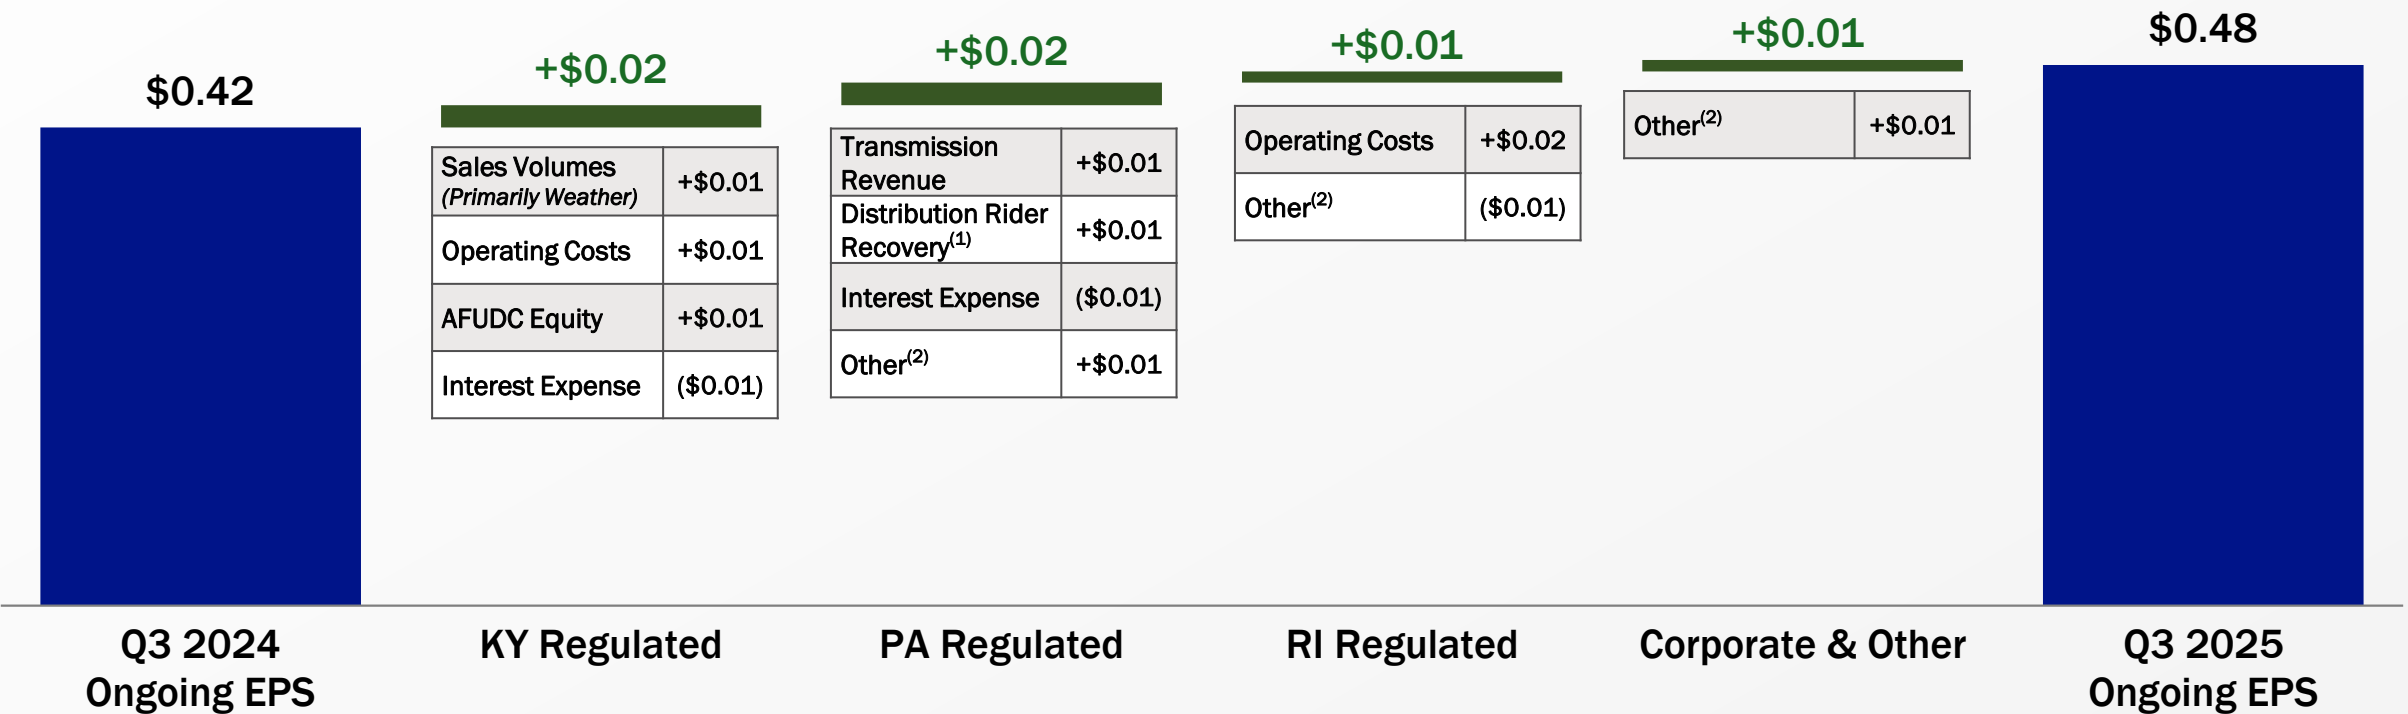 $0.42
+$0.02
+$0.02
+$0.01
+$0.01
$0.48
Sales Volumes
(Primarily Weather)
+$0.01
Operating Costs
+$0.01
AFUDC Equity
+$0.01
Interest Expense
($0.01)
Transmission
Revenue
+$0.01
Distribution Rider
Recovery(1)
+$0.01
Interest Expense
($0.01)
Other(2)
+$0.01
Operating Costs
+$0.02
Other(2)
($0.01)
Other(2)
+$0.01
Q3 2024
Ongoing EPS
KY Regulated
PA Regulated
RI Regulated
Corporate & Other
Q3 2025
Ongoing EPS